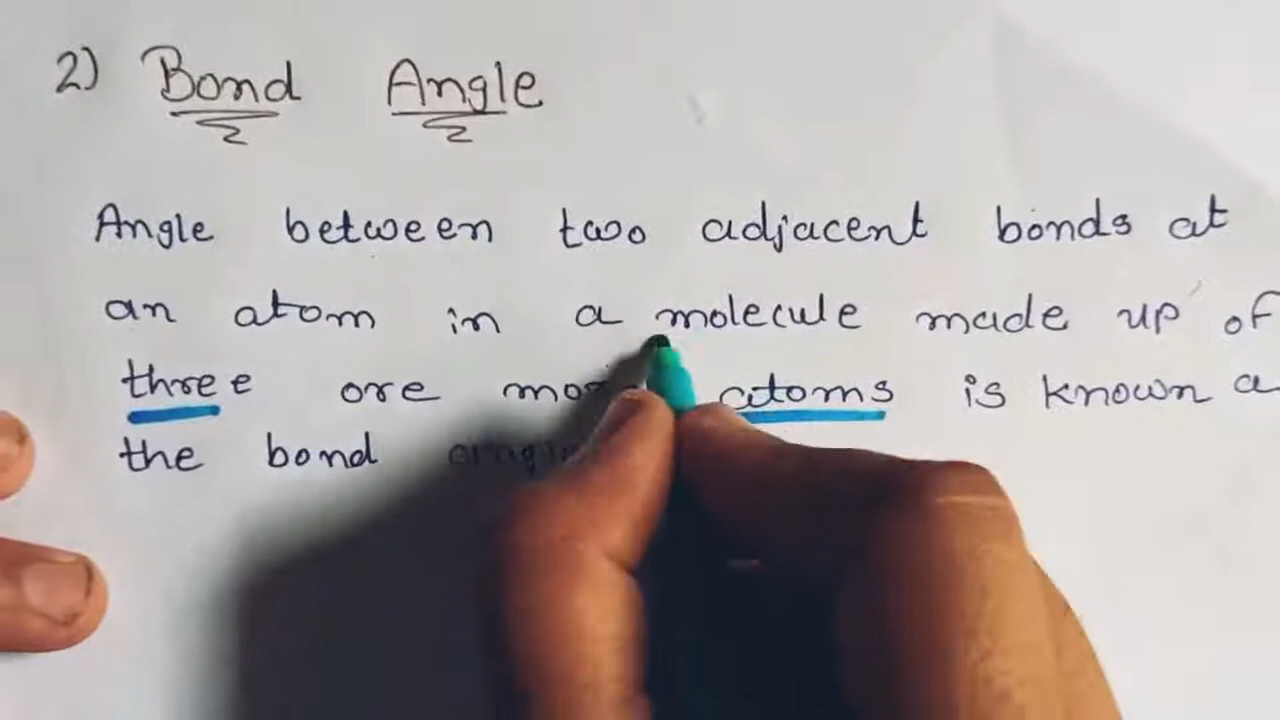 2) Bond Angle
Angle between two adjacent bonds at
an atom in a molecule made up of
three ore atoms is known a
the bond